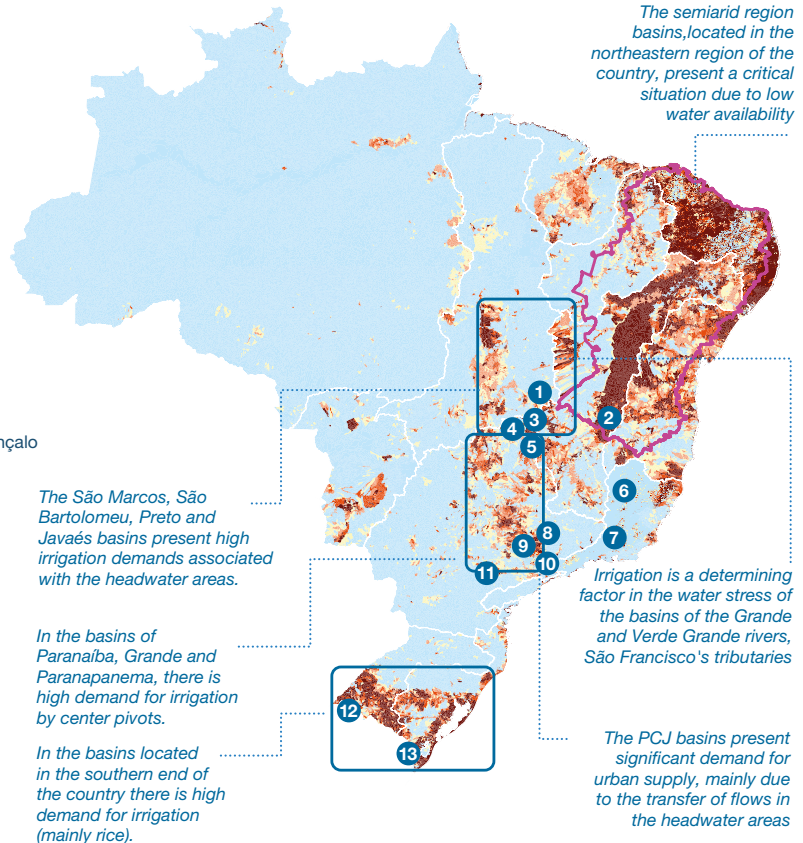 The semiarid region
basins,located in the
northeastern region of the
country, present a critical
situation due to low
water availability
1
2
3
4
5
nçalo
The São Marcos, São
Bartolomeu, Preto and
Javaés basins present high
irrigation demands associated
with the headwater areas.
6
7
8
9
10
11
Irrigation is a determining
factor in the water stress of
the basins of the Grande
and Verde Grande rivers,
São Francisco's tributaries
In the basins of
Paranaíba, Grande and
Paranapanema, there is
high demand for irrigation
by center pivots.
12
13
In the basins located
in the southern end of
the country there is high
demand for irrigation
(mainly rice).
The PCJ basins present
significant demand for
urban supply, mainly due
to the transfer of flows in
the headwater areas